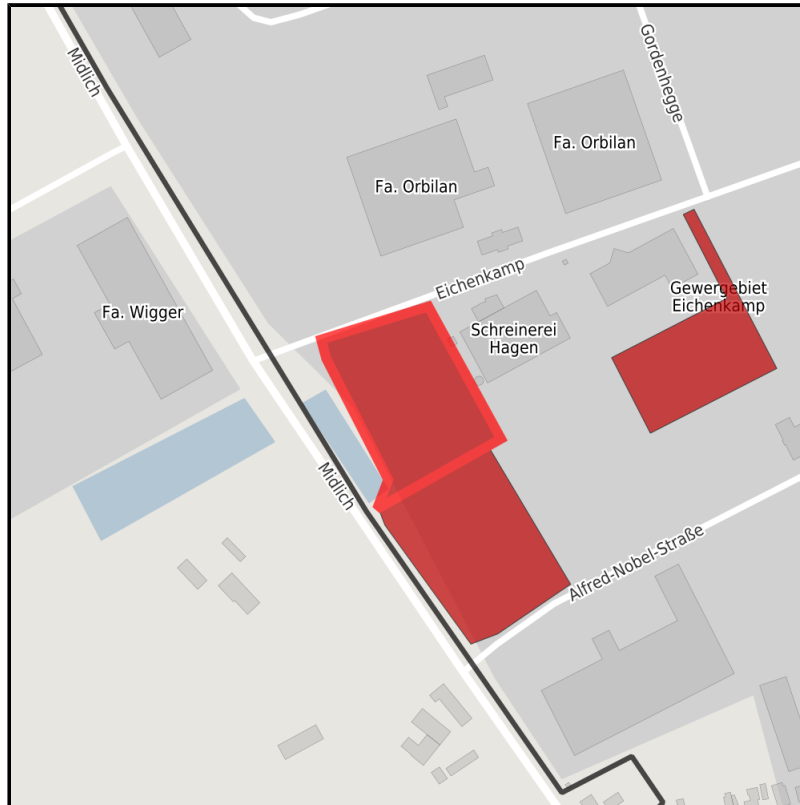 Midlich
Gordenhegge
Fa. Orbilan
Fa. Orbilan
Eichenkamp
Gewergebiet
Eichenkamp
Fa. Wigger
Schreinerei
Hagen
Midlich
Alfred-Nobel-Straße